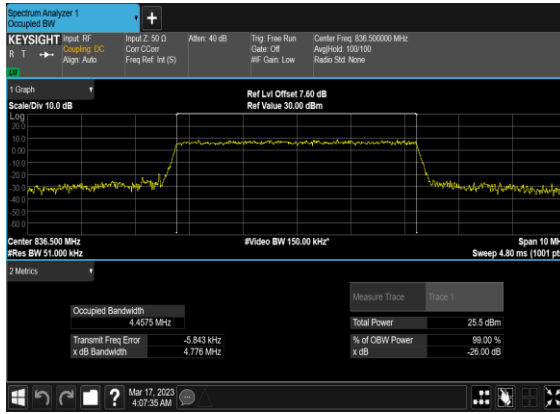 Spectrum Analyzer 1
Occupied BW
KEYSIGHT
R T
LW
Input: RF
Coupling: DC
Align: Auto
Input Z: 50 Ω
Corr CCorr
Freq Ref: Int (S)
Atten: 40 dB
Trig: Free Run
Gate: Off
#IF Gain: Low
Center Freq: 836.500000 MHz
Avg|Hold: 100/100
Radio Std: None
1 Graph
Scale/Div 10.0 dB
Ref Lvl Offset 7.60 dB
Ref Value 30.00 dBm
Log
20.0
10.0
0.00
-10.0
-20.0
-30.0
-40.0
-50.0
-60.0
Center 836.500 MHz
#Video BW 150.00 kHz*
Span 10 MH
#Res BW 51.000 kHz
Sweep 4.80 ms (1001 pt
2 Metrics
Measure Trace Trace 1
Occupied Bandwidth
4.4575 MHz
Total Power 25.5 dBm
Transmit Freq Error -5.843 kHz
% of OBW Power 99.00 %
x dB Bandwidth 4.776 MHz
x dB -26.00 dB
?
Mar 17, 2023
4:07:35 AM